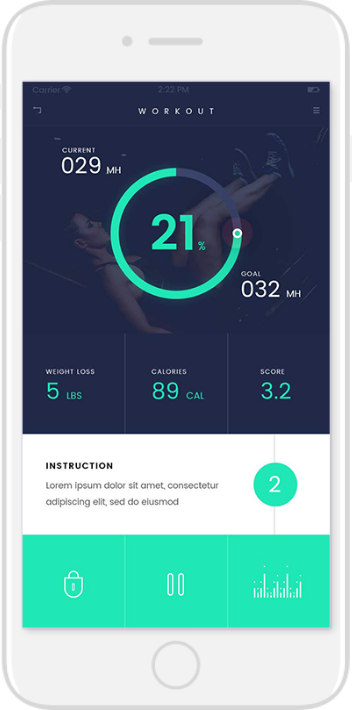 Carrier
2:22 PM
WORKOUT
CURRENT
029 MH
21%
GOAL
032 MH
WEIGHT LOSS
5 LBS
CALORIES
89 CAL
SCORE
3.2
INSTRUCTION
Lorem ipsum dolor sit amet, consectetur
adipiscing elit, sed do eiusmod
2